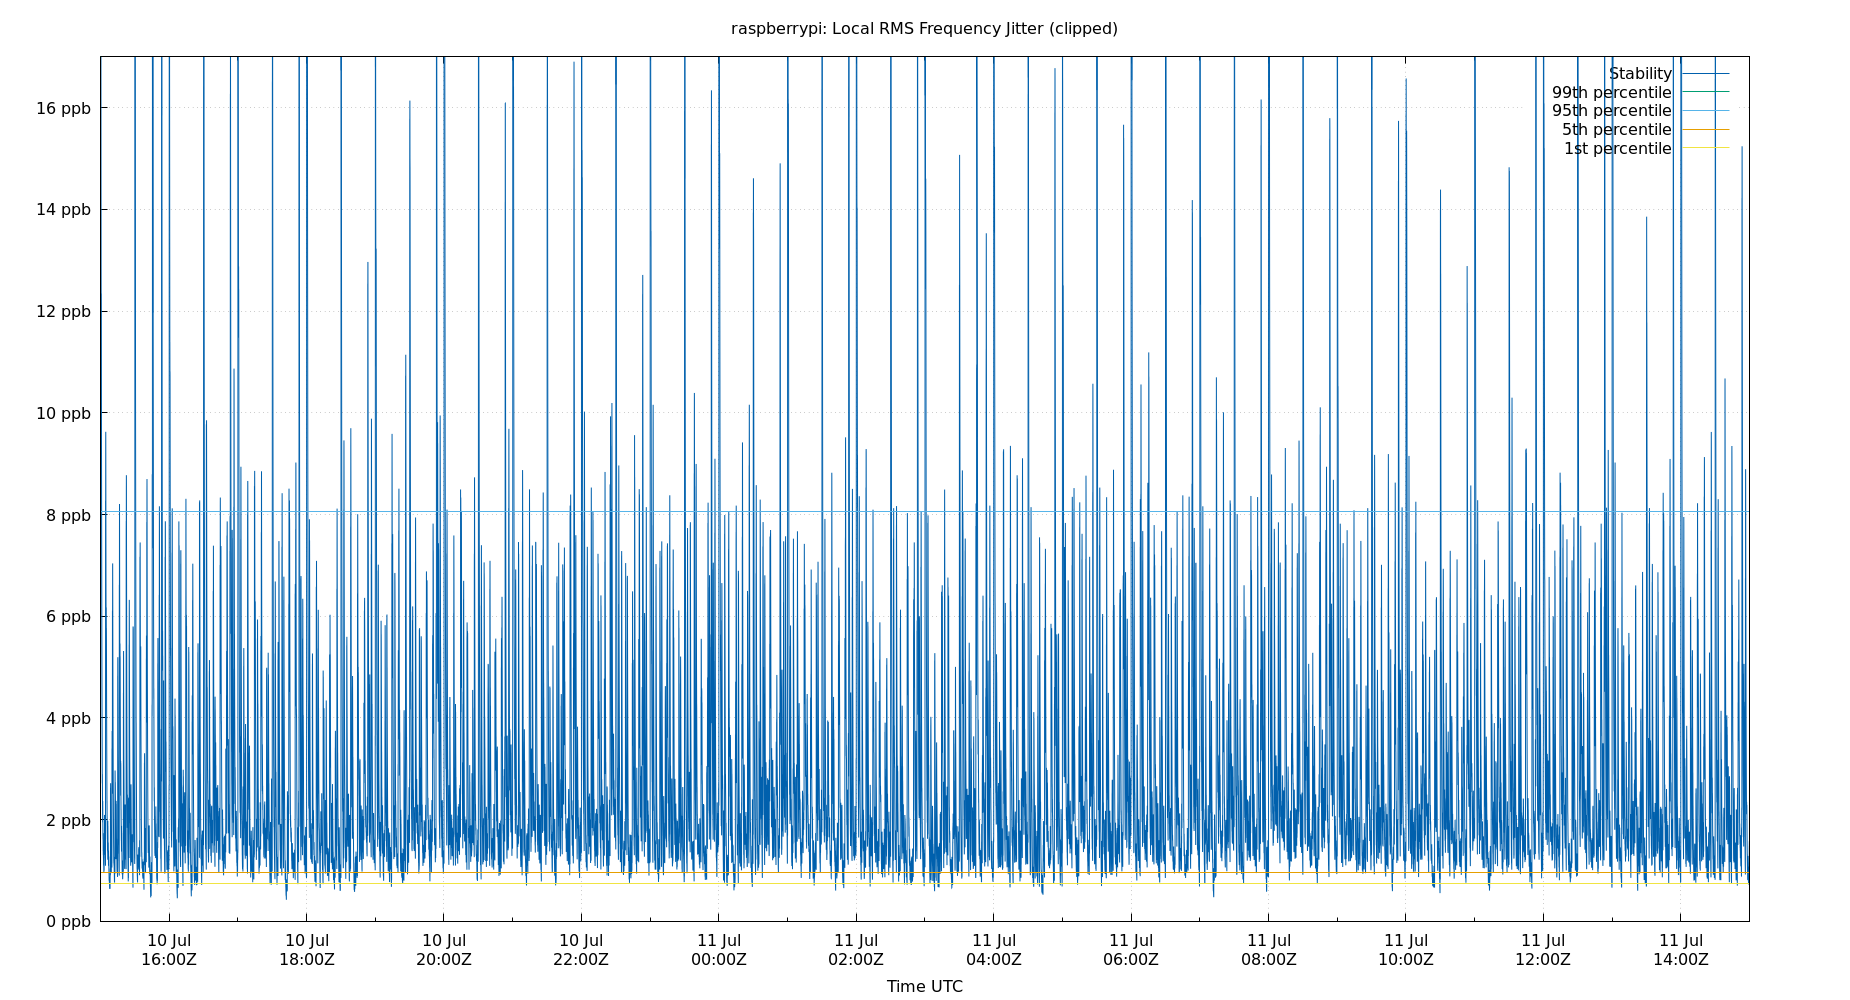 raspberrypi: Local RMS Frequency Jitter (clipped)
Stability
99th percentile
95th percentile
5th percentile
1st percentile
16 ppb
14 ppb
12 ppb
10 ppb
8 ppb
6 ppb
4 ppb
2 ppb
0 ppb
10 Jul 10 Jul 10 Jul 10 Jul 11 Jul 11 Jul 11 Jul 11 Jul 11 Jul 11 Jul 11 Jul 11 Jul
16:00Z 18:00Z 20:00Z 22:00Z 00:00Z 02:00Z 04:00Z 06:00Z 08:00Z 10:00Z 12:00Z 14:00Z
Time UTC